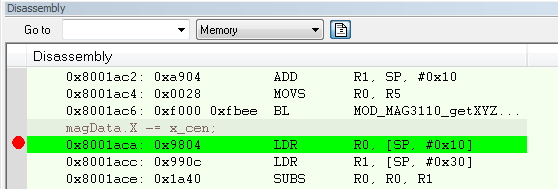 Disassembly
Go to Memory
Disassembly
0x8001ac2: 0xa904 ADD R1, SP, #0x10
0x8001ac4: 0x0028 MOVS R0, R5
0x8001ac6: 0xf000 0xfbee BL MOD_MAG3110_getXYZ...
magData.X -= x_cen;
0x8001aca: 0x9804 LDR R0, [SP, #0x10]
0x8001acc: 0x990c LDR R1, [SP, #0x30]
0x8001ace: 0x1a40 SUBS R0, R0, R1